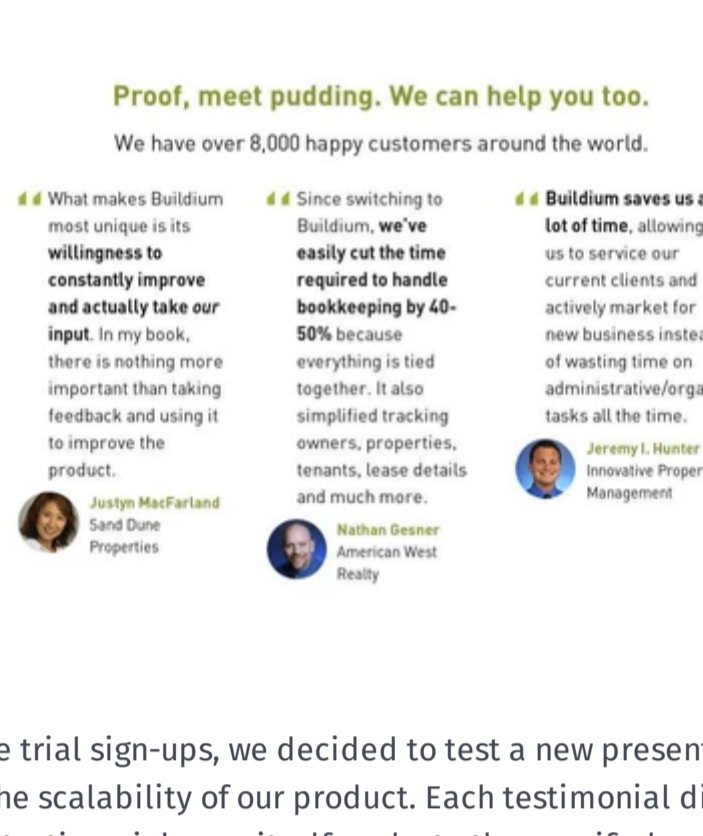 Proof, meet pudding. We can help you too.
We have over 8,000 happy customers around the world.
What makes Buildium
most unique is its
willingness to
constantly improve
and actually take our
input. In my book,
there is nothing more
important than taking
feedback and using it
to improve the
product.
Justyn MacFarland
Sand Dune
Properties
Since switching to
Buildium, we've
easily cut the time
required to handle
bookkeeping by 40-
50% because
everything is tied
together. It also
simplified tracking
owners, properties,
tenants, lease details
and much more.
Nathan Gesner
American West
Realty
Buildium saves us a
lot of time, allowing
us to service our
current clients and
actively market for
new business inste
of wasting time on
administrative/orga
tasks all the time.
Jeremy I. Hunter
Innovative Proper
Management
e trial sign-ups, we decided to test a new present
he scalability of our product. Each testimonial di